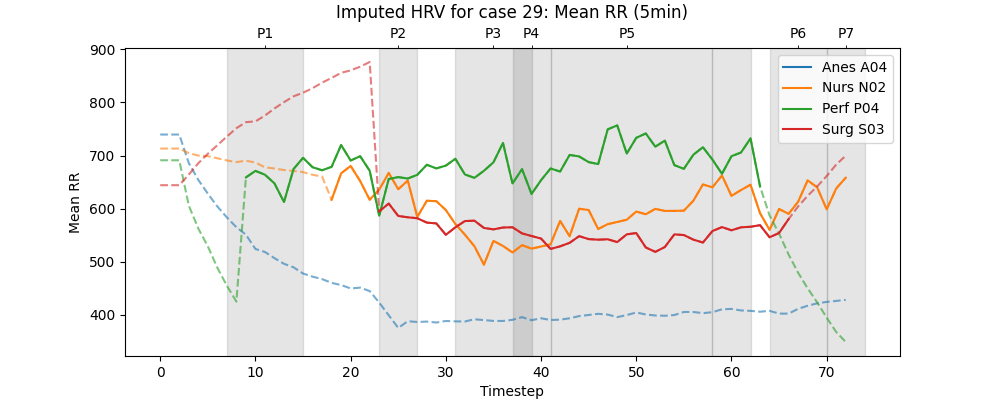 Imputed HRV for case 29: Mean RR (5min)
P1 P2 P3 P4 P5 P6 P7
900
800
700
600
500
400
Mean RR
Anes A04
Nurs N02
Perf P04
Surg S03
0 10 20 30 40 50 60 70
Timestep